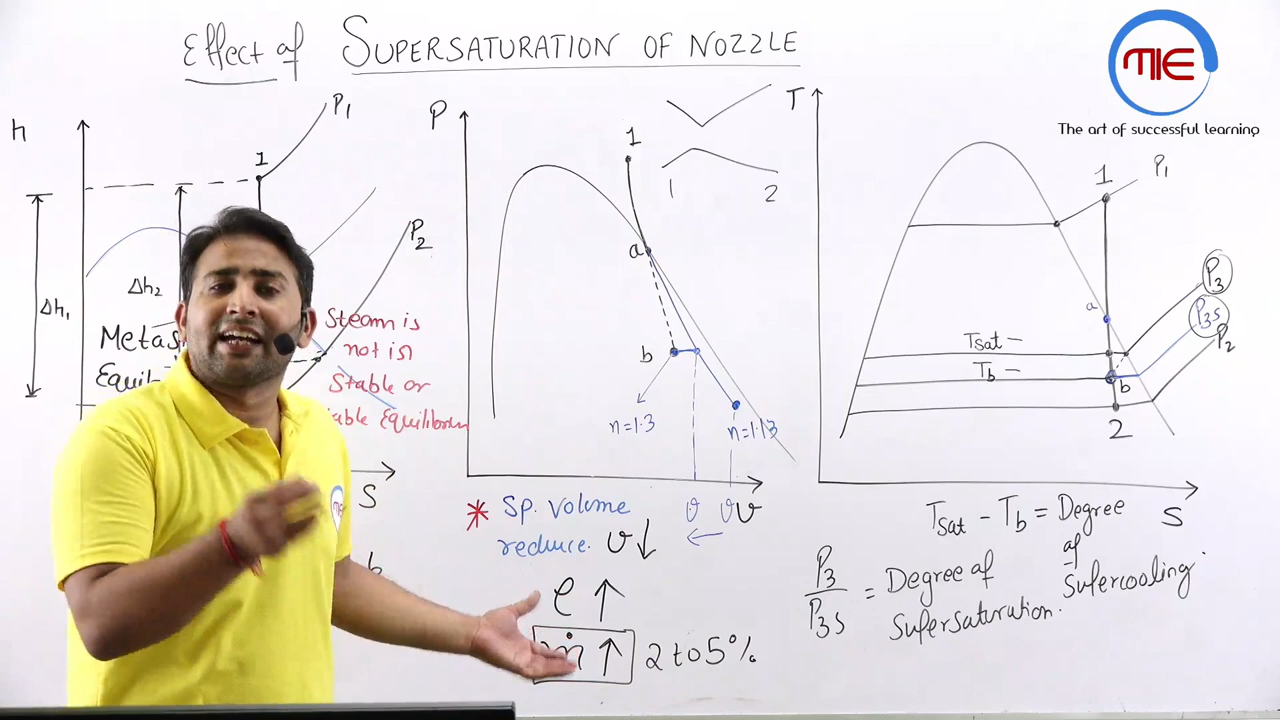 Effect of SUPERSATURATION OF NOZZLE
MIE
The art of successful learning
h
P1
1
P2
Δh1
Δh2
Metas
Equil
Steam is
not in
Stable or
iable Equilibrium
S
P
1
a
b
n=1.3
n=1.13
1
2
v
v
v
* Sp. volume
reduce. v↓
ρ ↑
ṁ ↑ 2 to 5%
T
1
P1
a
P3
P3s
P2
Tsat -
Tb -
b
2
S
Tsat - Tb = Degree
of
Supercooling
P3/P3s = Degree of
Supersaturation.